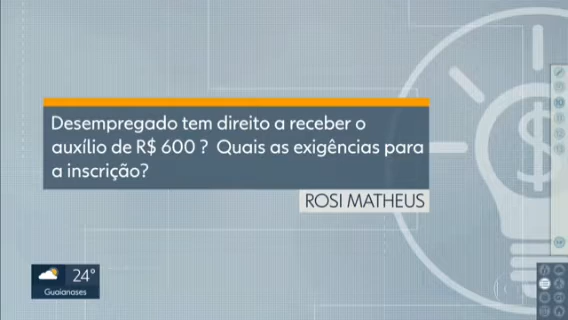 Desempregado tem direito a receber o
auxílio de R$ 600 ? Quais as exigências para
a inscrição?
ROSI MATHEUS
24°
Guaianases